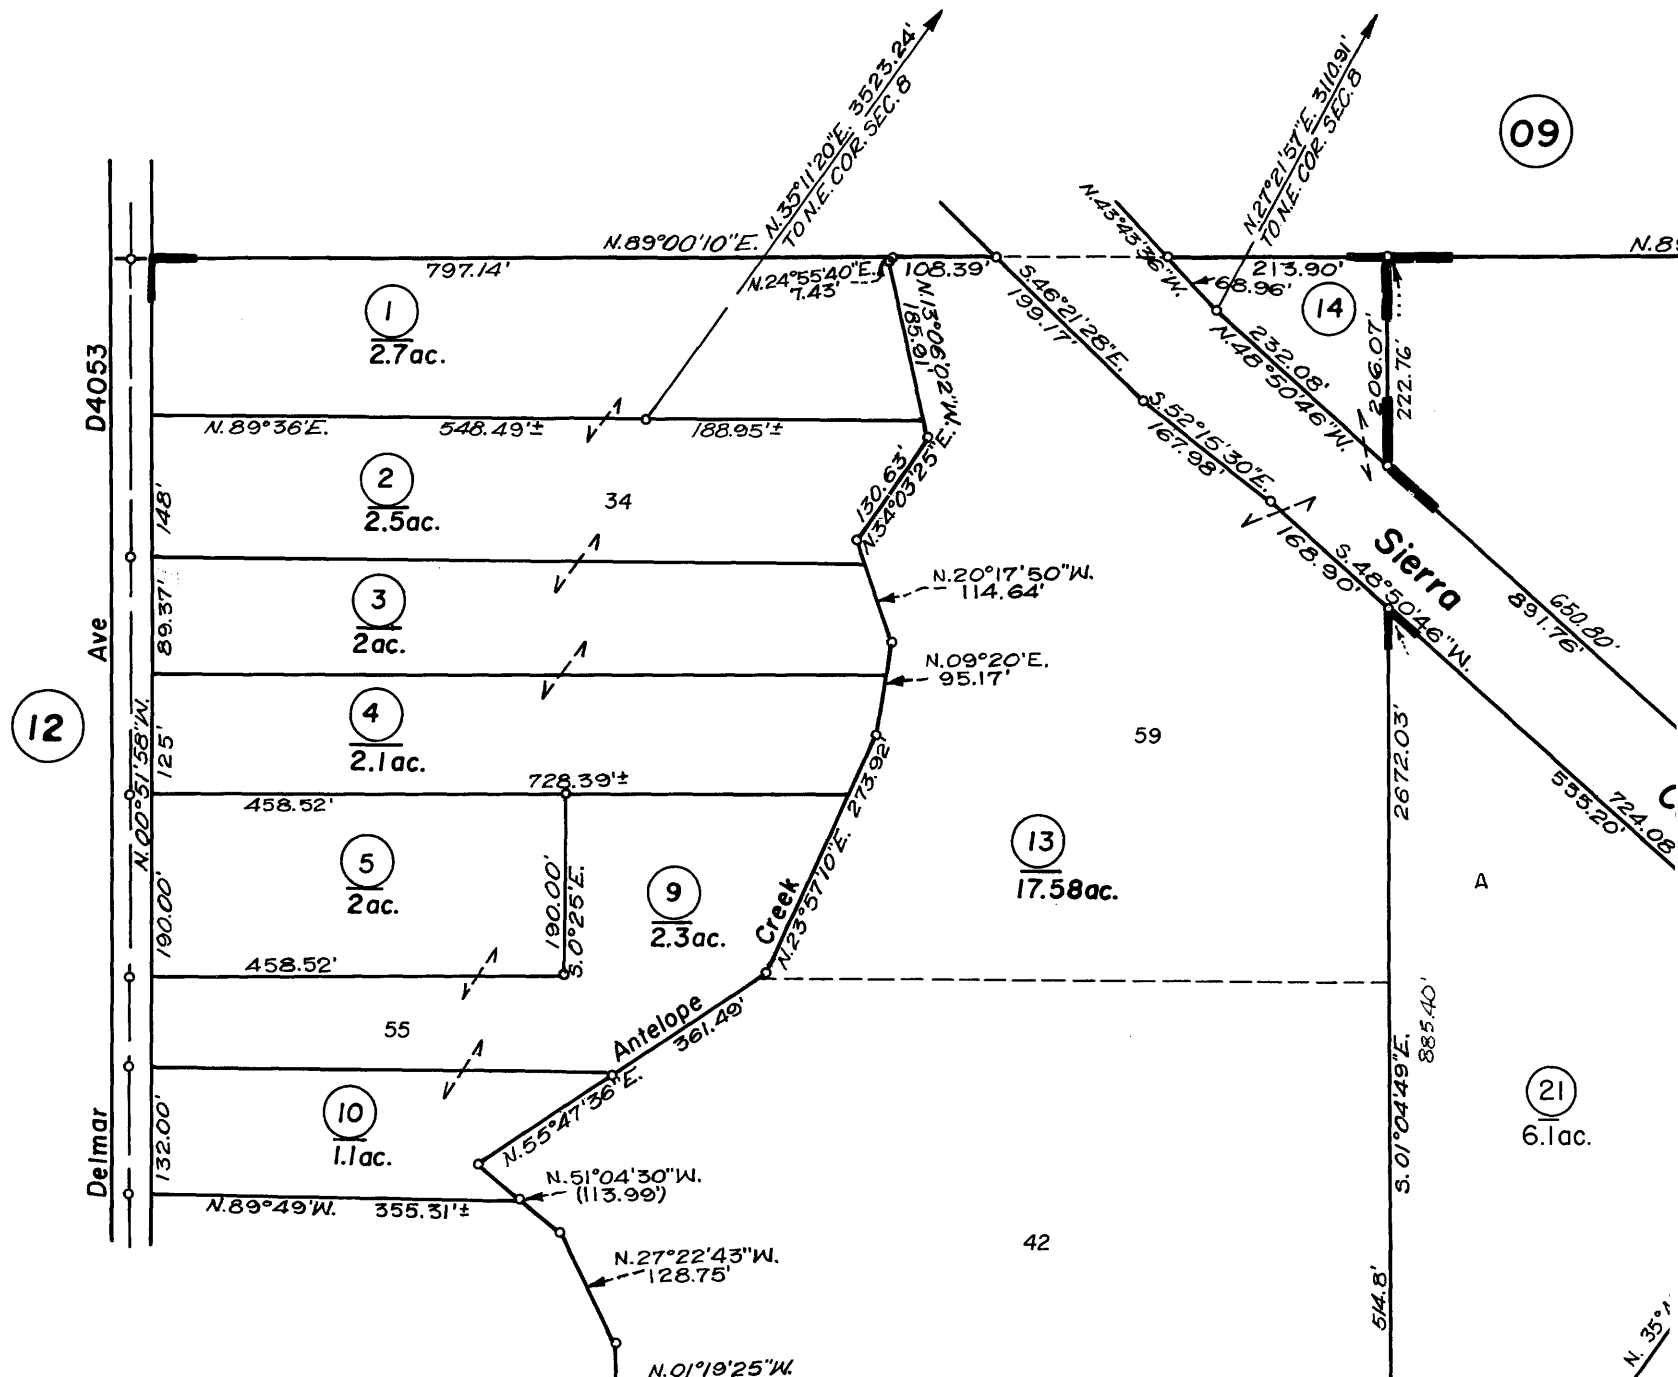 N.35°11'20"E. 3523.24'
TO N.E. COR. SEC. 8
N.27°21'57"E. 3110.91'
TO N.E. COR. SEC. 8
09
N.43°43'36"W.
N.89°00'10"E.
797.14'
N.24°55'40"E.
7.43'
108.39'
213.90'
68.96'
14
S.46°21'28"E.
199.17'
N.13°06'02"W.
185.01'
1
2.7ac.
D4053
232.08'
N.48°50'46"W.
206.07'
222.76'
N.89°36'E.
548.49'±
188.95'±
S.52°15'30"E.
167.98'
2
2.5ac.
34
148'
130.63'
N.34°03'25"E.
168.90'
S.48°50'46"W.
Sierra
650.80'
891.76'
3
2ac.
89.37'
N.20°17'50"W.
114.64'
Ave
N.09°20'E.
95.17'
12
4
2.1ac.
125'
N.00°51'58"W.
59
2672.03'
555.20'
724.08
728.39'±
458.52'
273.92'
N.23°57'10"E.
5
2ac.
190.00'
190.00'
S.0°25'E.
9
2.3ac.
13
17.58ac.
A
Creek
458.52'
55
Antelope
361.49'
N.55°47'36"E.
885.40'
S.01°04'49"E.
10
1.1ac.
132.00'
Delmar
21
6.1ac.
N.51°04'30"W.
(113.99')
N.89°49'W.
355.31'±
42
N.27°22'43"W.
128.75'
514.8'
N.01°19'25"W.